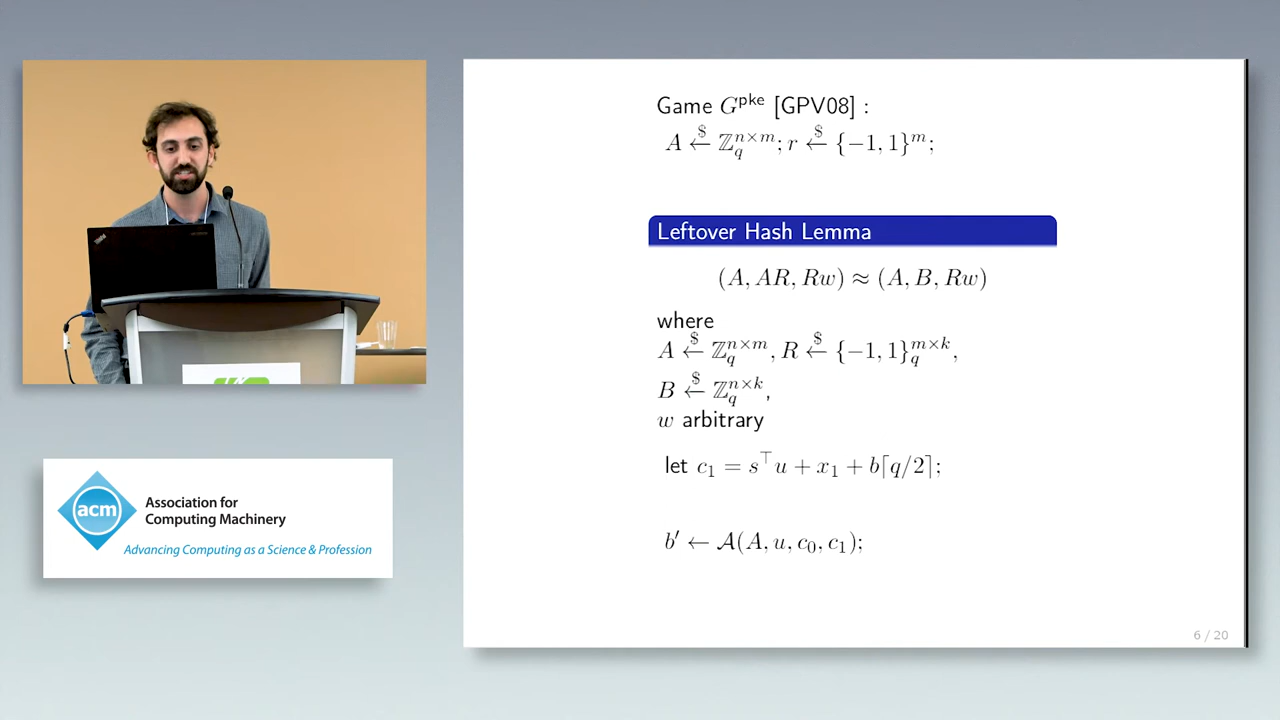 Game G^pke [GPV08] :
A ←$ ℤ_q^{n×m}; r ←$ {−1, 1}^m;
Leftover Hash Lemma
(A, AR, Rw) ≈ (A, B, Rw)
where
A ←$ ℤ_q^{n×m}, R ←$ {−1, 1}_q^{m×k},
B ←$ ℤ_q^{n×k},
w arbitrary
let c_1 = s^⊤u + x_1 + b⌈q/2⌉;
b′ ← 𝒜(A, u, c_0, c_1);
6 / 20
acm
Association for
Computing Machinery
Advancing Computing as a Science & Profession